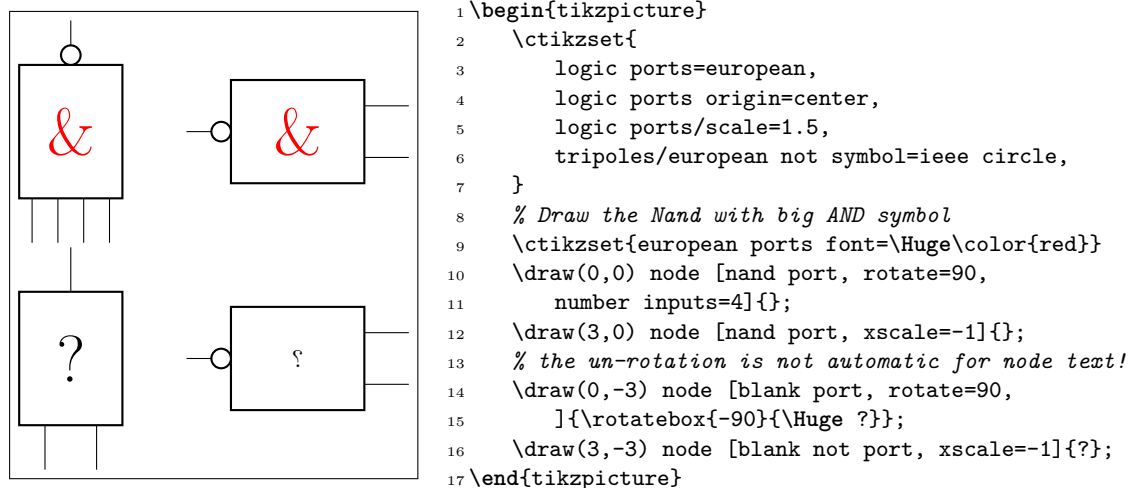 & &
? ؟
1 \begin{tikzpicture}
2 \ctikzset{
3 logic ports=european,
4 logic ports origin=center,
5 logic ports/scale=1.5,
6 tripoles/european not symbol=ieee circle,
7 }
8 % Draw the Nand with big AND symbol
9 \ctikzset{european ports font=\Huge\color{red}}
10 \draw(0,0) node [nand port, rotate=90,
11 number inputs=4]{};
12 \draw(3,0) node [nand port, xscale=-1]{};
13 % the un-rotation is not automatic for node text!
14 \draw(0,-3) node [blank port, rotate=90,
15 ]{\rotatebox{-90}{\Huge ?}};
16 \draw(3,-3) node [blank not port, xscale=-1]{?};
17 \end{tikzpicture}